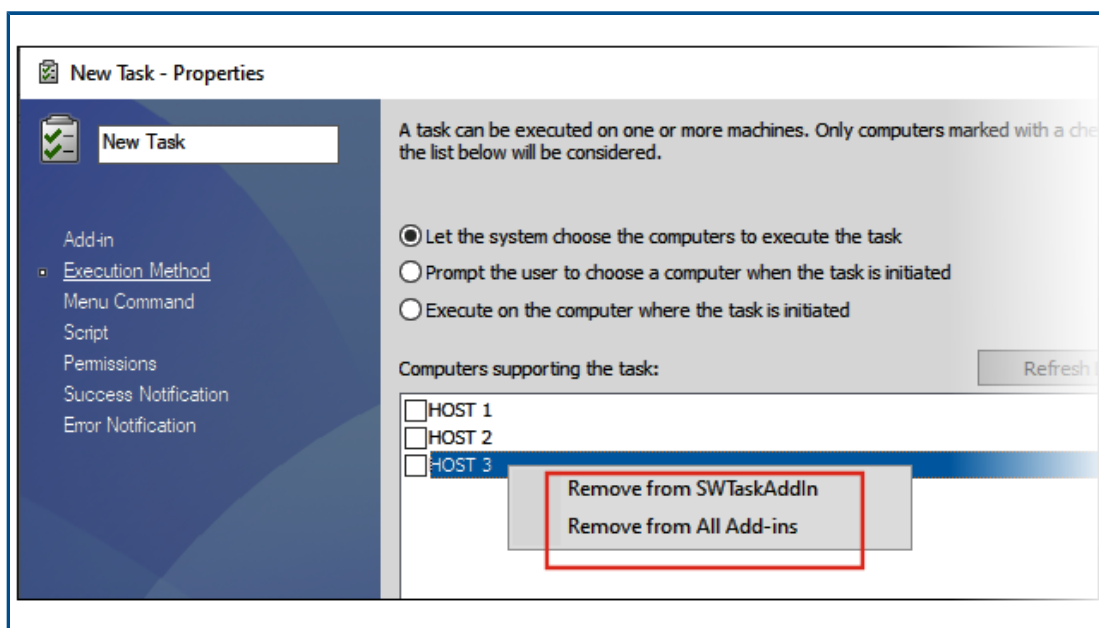 New Task - Properties
New Task
Add-in
Execution Method
Menu Command
Script
Permissions
Success Notification
Error Notification
A task can be executed on one or more machines. Only computers marked with a
the list below will be considered.
Let the system choose the computers to execute the task
Prompt the user to choose a computer when the task is initiated
Execute on the computer where the task is initiated
Computers supporting the task:
Refresh
HOST 1
HOST 2
HOST 3
Remove from SWTaskAddIn
Remove from All Add-ins